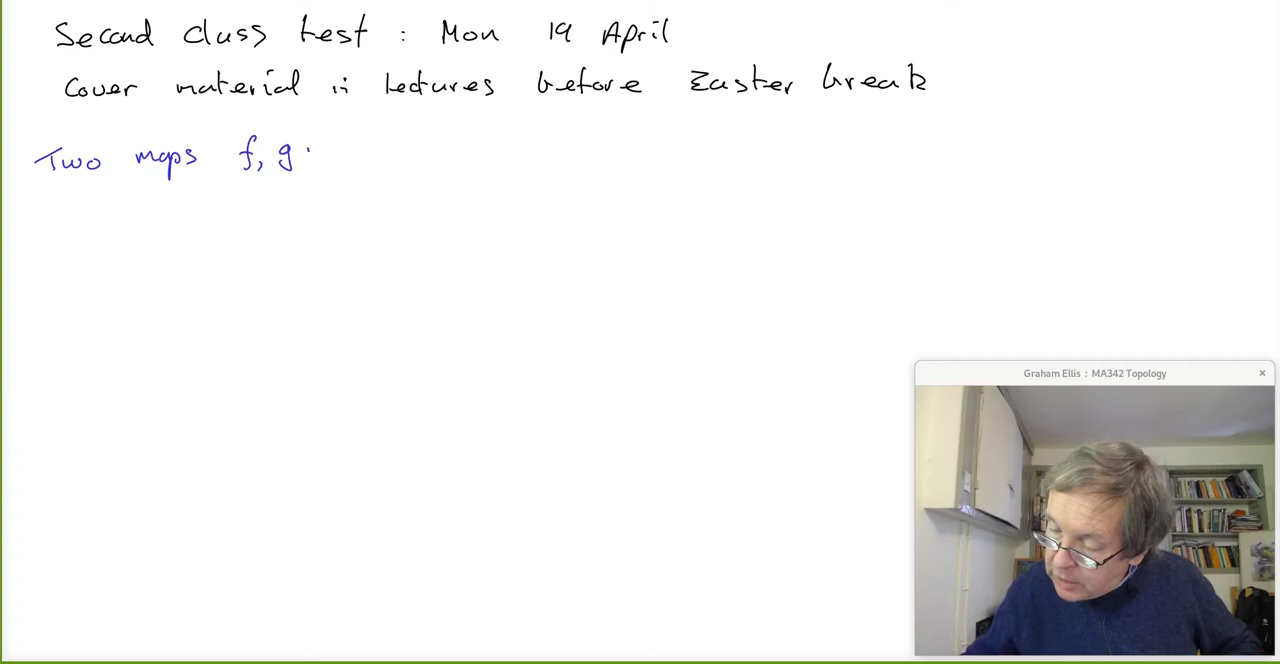 Second class test : Mon 19 April
Cover material in lectures before Easter break
Two maps f, g
Graham Ellis : MA342 Topology